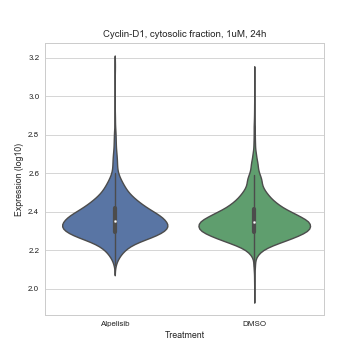 Cyclin-D1, cytosolic fraction, 1uM, 24h
3.2
3.0
2.8
2.6
2.4
2.2
2.0
Expression (log10)
Alpelisib
DMSO
Treatment